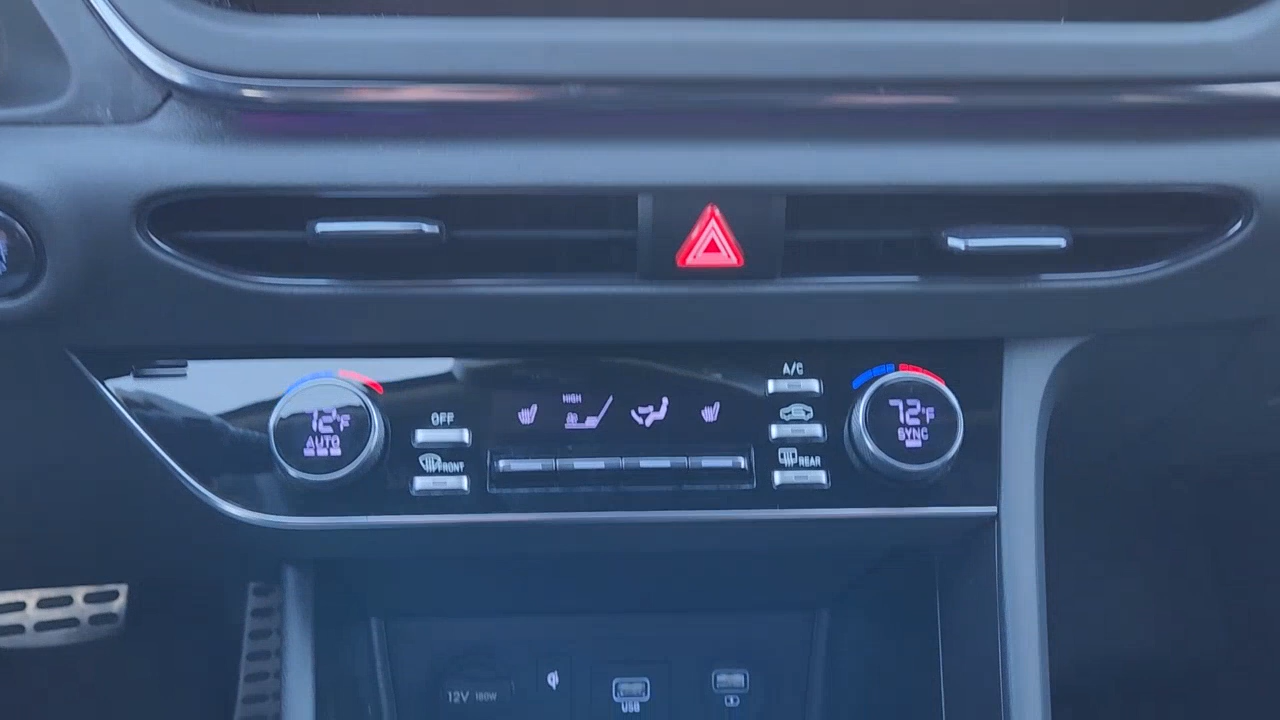 A/C
HIGH
72°F
AUTO
OFF
72°F
SYNC
FRONT
REAR
12V 180W
USB